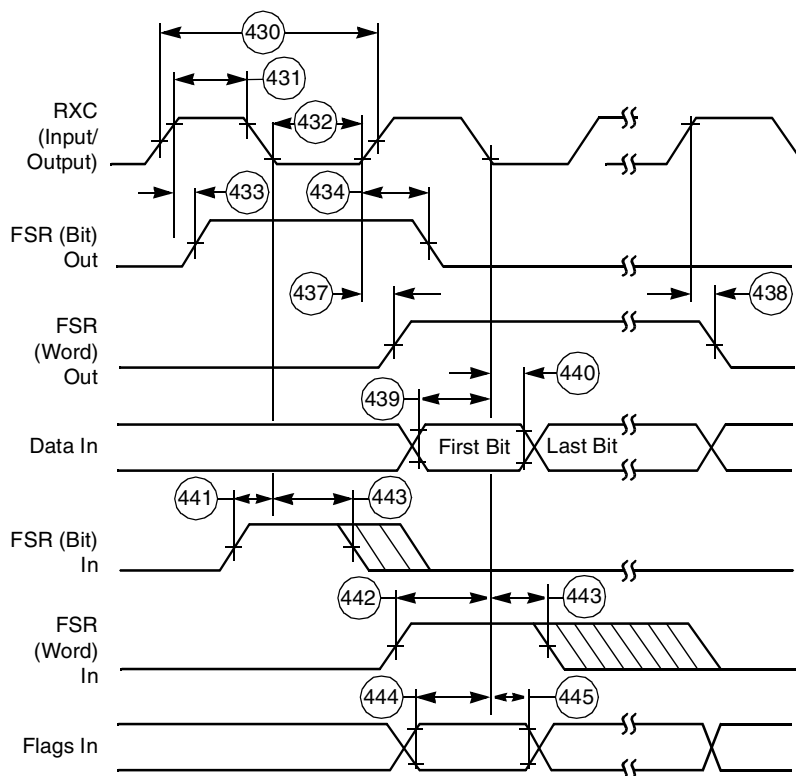 430
431
RXC
(Input/
Output)
432
433
434
FSR (Bit)
Out
437
438
FSR
(Word)
Out
440
439
Data In
First Bit
Last Bit
441
443
FSR (Bit)
In
442
443
FSR
(Word)
In
444
445
Flags In